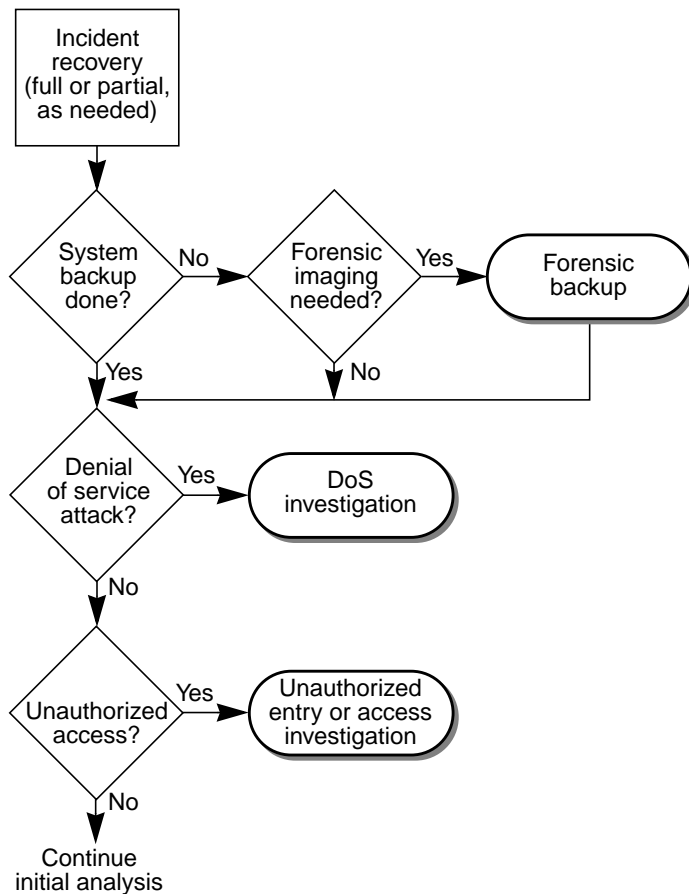 Incident
recovery
(full or partial,
as needed)
System
backup
done?
No
Forensic
imaging
needed?
Yes
Forensic
backup
Yes
No
Denial
of service
attack?
Yes
DoS
investigation
No
Unauthorized
access?
Yes
Unauthorized
entry or access
investigation
No
Continue
initial analysis